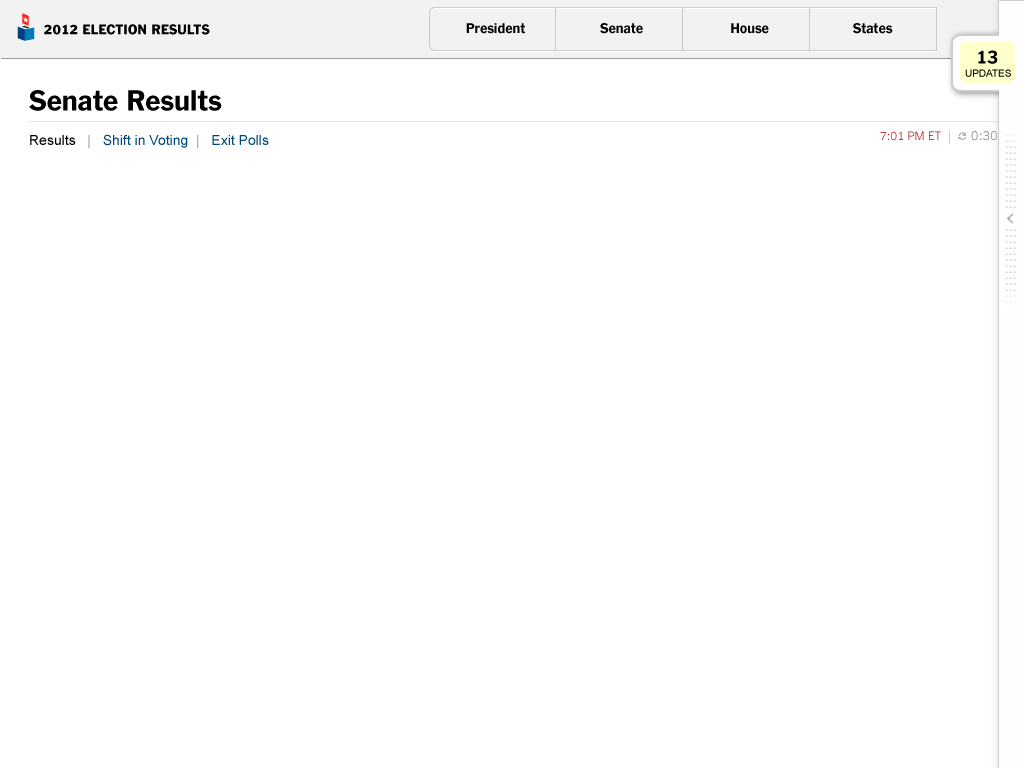 2012 ELECTION RESULTS
President
Senate
House
States
13
UPDATES
Senate Results
Results | Shift in Voting | Exit Polls
7:01 PM ET | 0:30